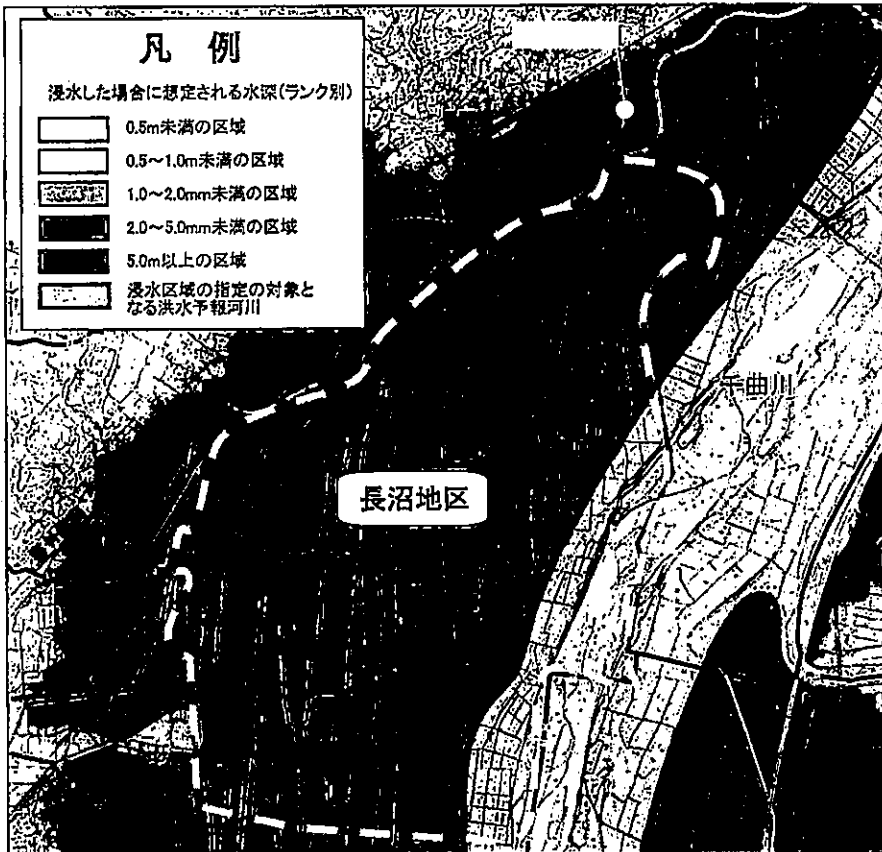 凡 例
浸水した場合に想定される水深(ランク別)
0.5m未満の区域
0.5～1.0m未満の区域
1.0～2.0mm未満の区域
2.0～5.0mm未満の区域
5.0m以上の区域
浸水区域の指定の対象と
なる洪水予報河川
千曲川
長沼地区